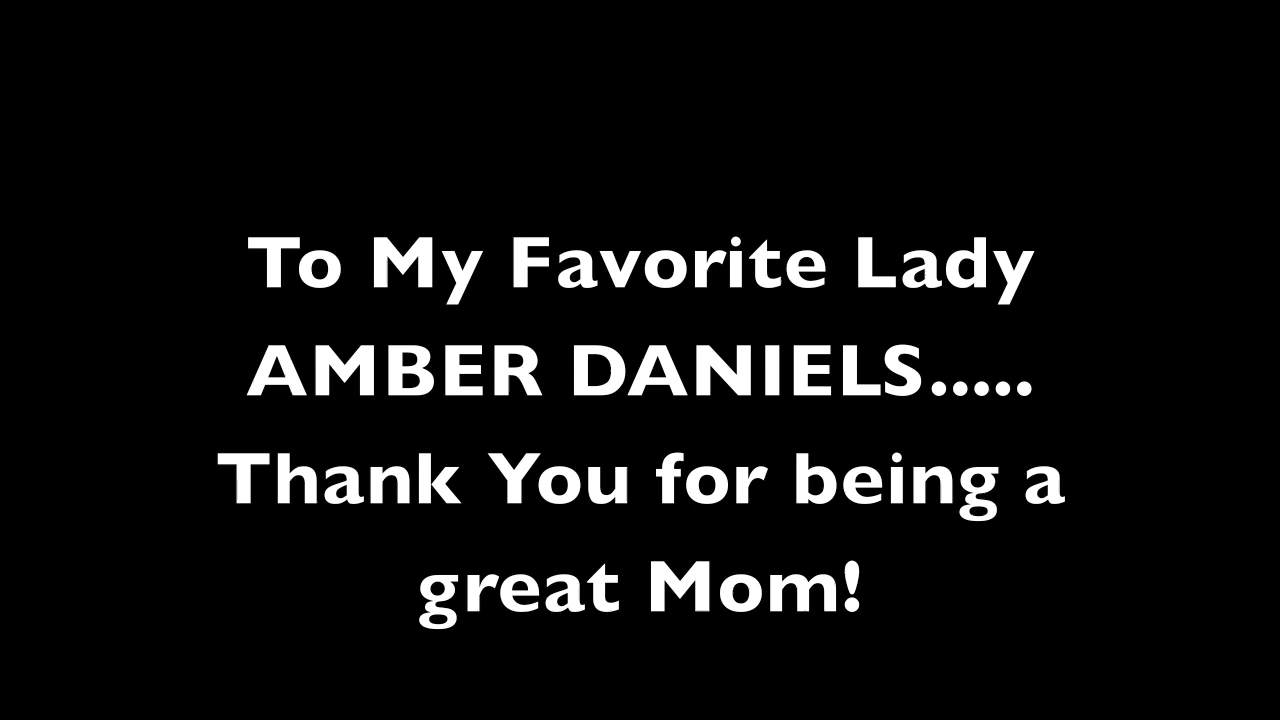 To My Favorite Lady
AMBER DANIELS.....
Thank You for being a
great Mom!